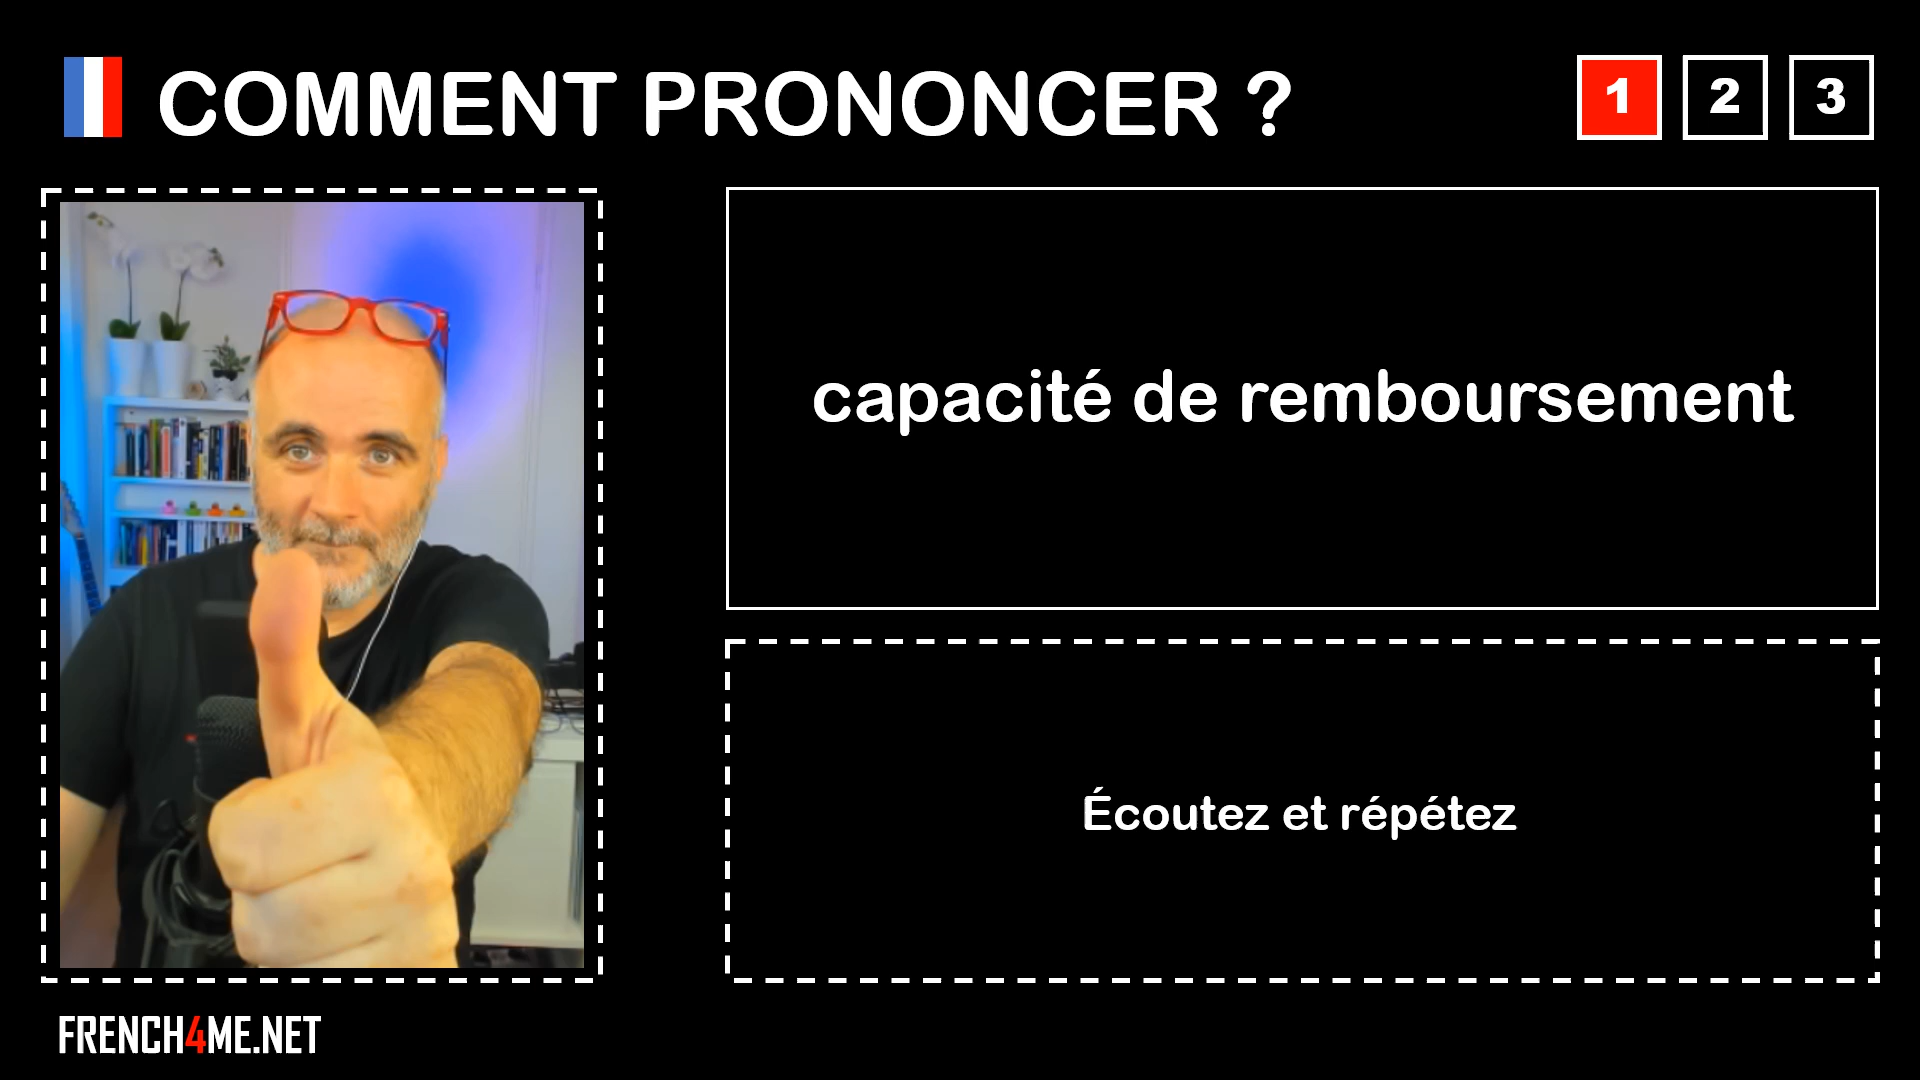 COMMENT PRONONCER ?
1 2 3
capacité de remboursement
Écoutez et répétez
FRENCH4ME.NET